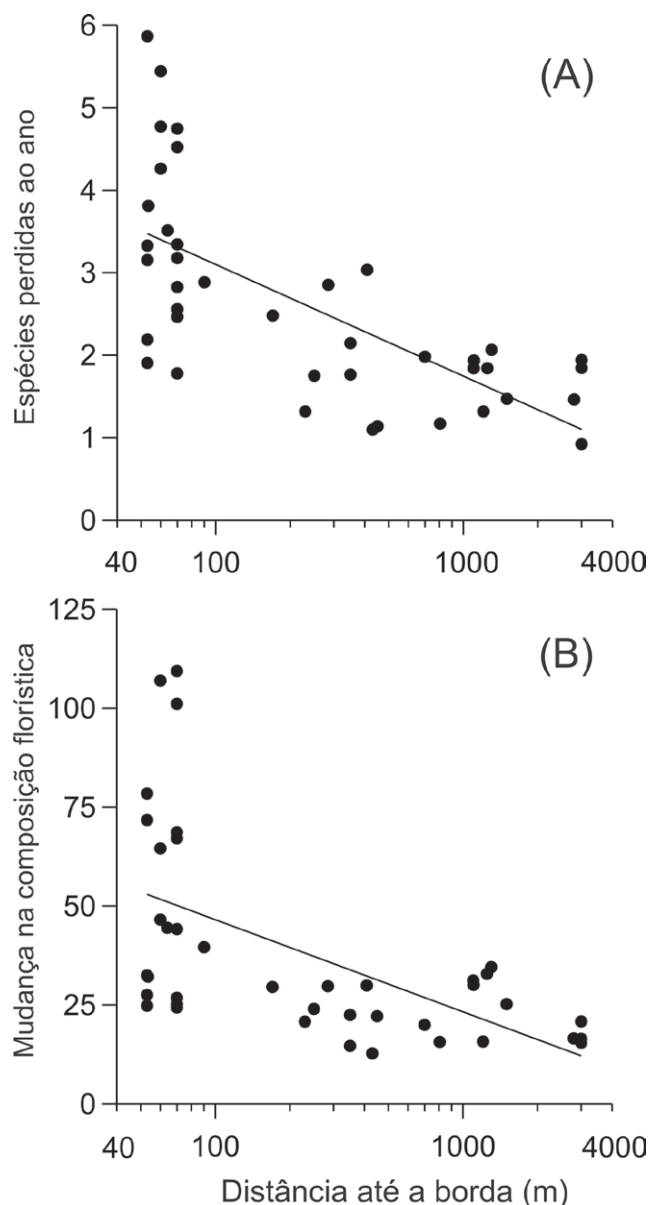 (A)
Espécies perdidas ao ano
6
5
4
3
2
1
0
40 100 1000 4000
(B)
Mudança na composição florística
125
100
75
50
25
0
40 100 1000 4000
Distância até a borda (m)